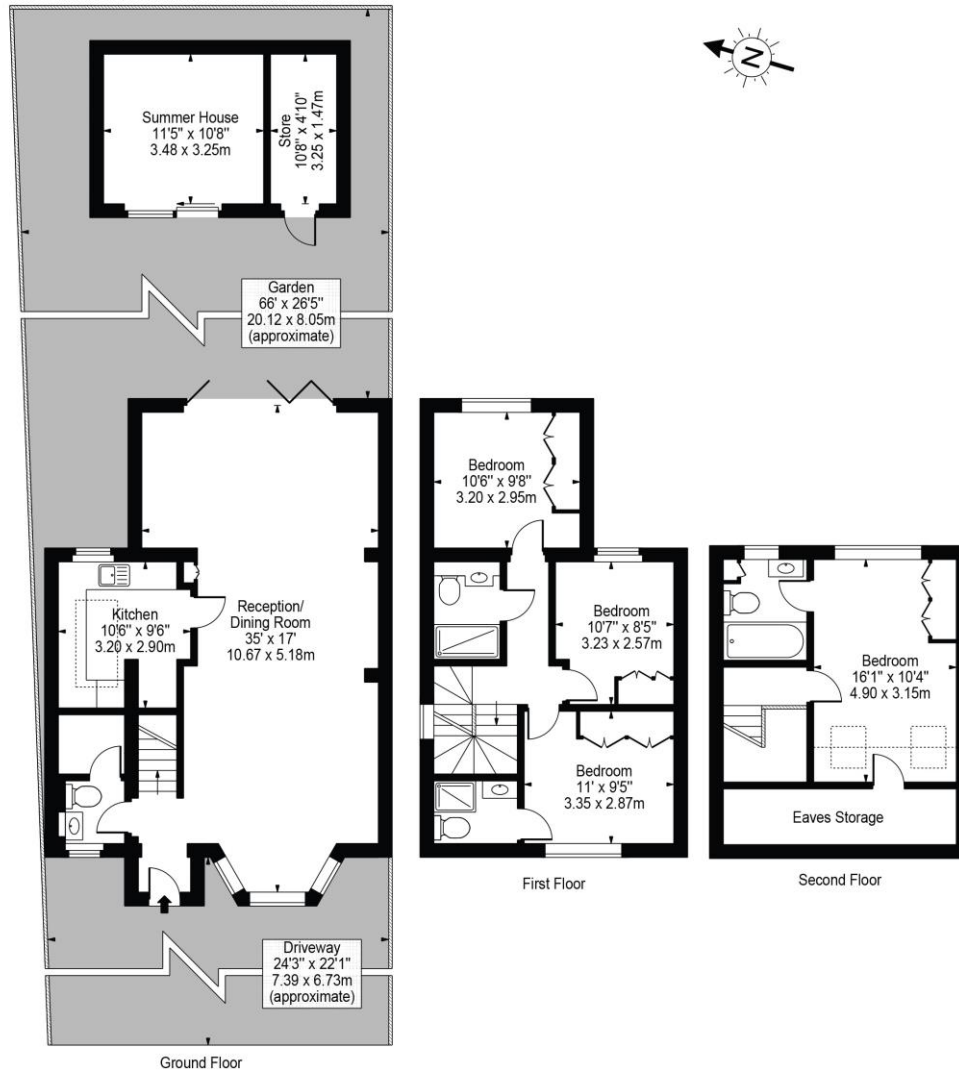 Summer House
11'5" x 10'8"
3.48 x 3.25m
Store
10'8" x 4'10"
3.25 x 1.47m
N
Garden
66' x 26'5"
20.12 x 8.05m
(approximate)
Kitchen
10'6" x 9'6"
3.20 x 2.90m
Reception/
Dining Room
35' x 17'
10.67 x 5.18m
Driveway
24'3" x 22'1"
7.39 x 6.73m
(approximate)
Ground Floor
Bedroom
10'6" x 9'8"
3.20 x 2.95m
Bedroom
10'7" x 8'5"
3.23 x 2.57m
Bedroom
11' x 9'5"
3.35 x 2.87m
First Floor
Bedroom
16'1" x 10'4"
4.90 x 3.15m
Eaves Storage
Second Floor